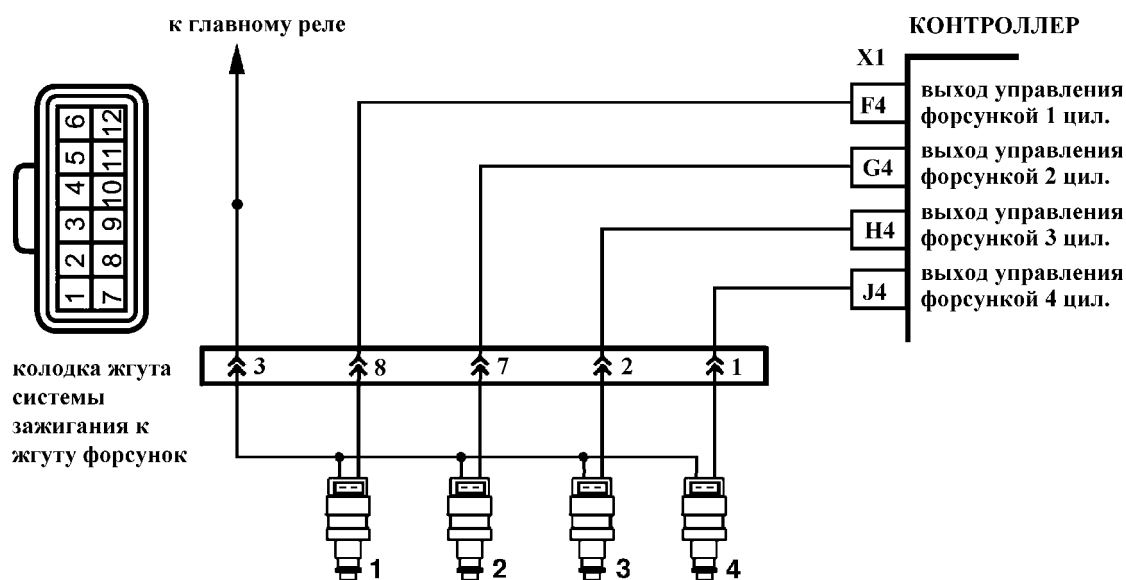 к главному реле
КОНТРОЛЛЕР
X1
F4
выход управления
форсункой 1 цил.
G4
выход управления
форсункой 2 цил.
H4
выход управления
форсункой 3 цил.
J4
выход управления
форсункой 4 цил.
6 12
5 11
4 10
3 9
2 8
1 7
3 8 7 2 1
колодка жгута
системы
зажигания к
жгуту форсунок
1 2 3 4